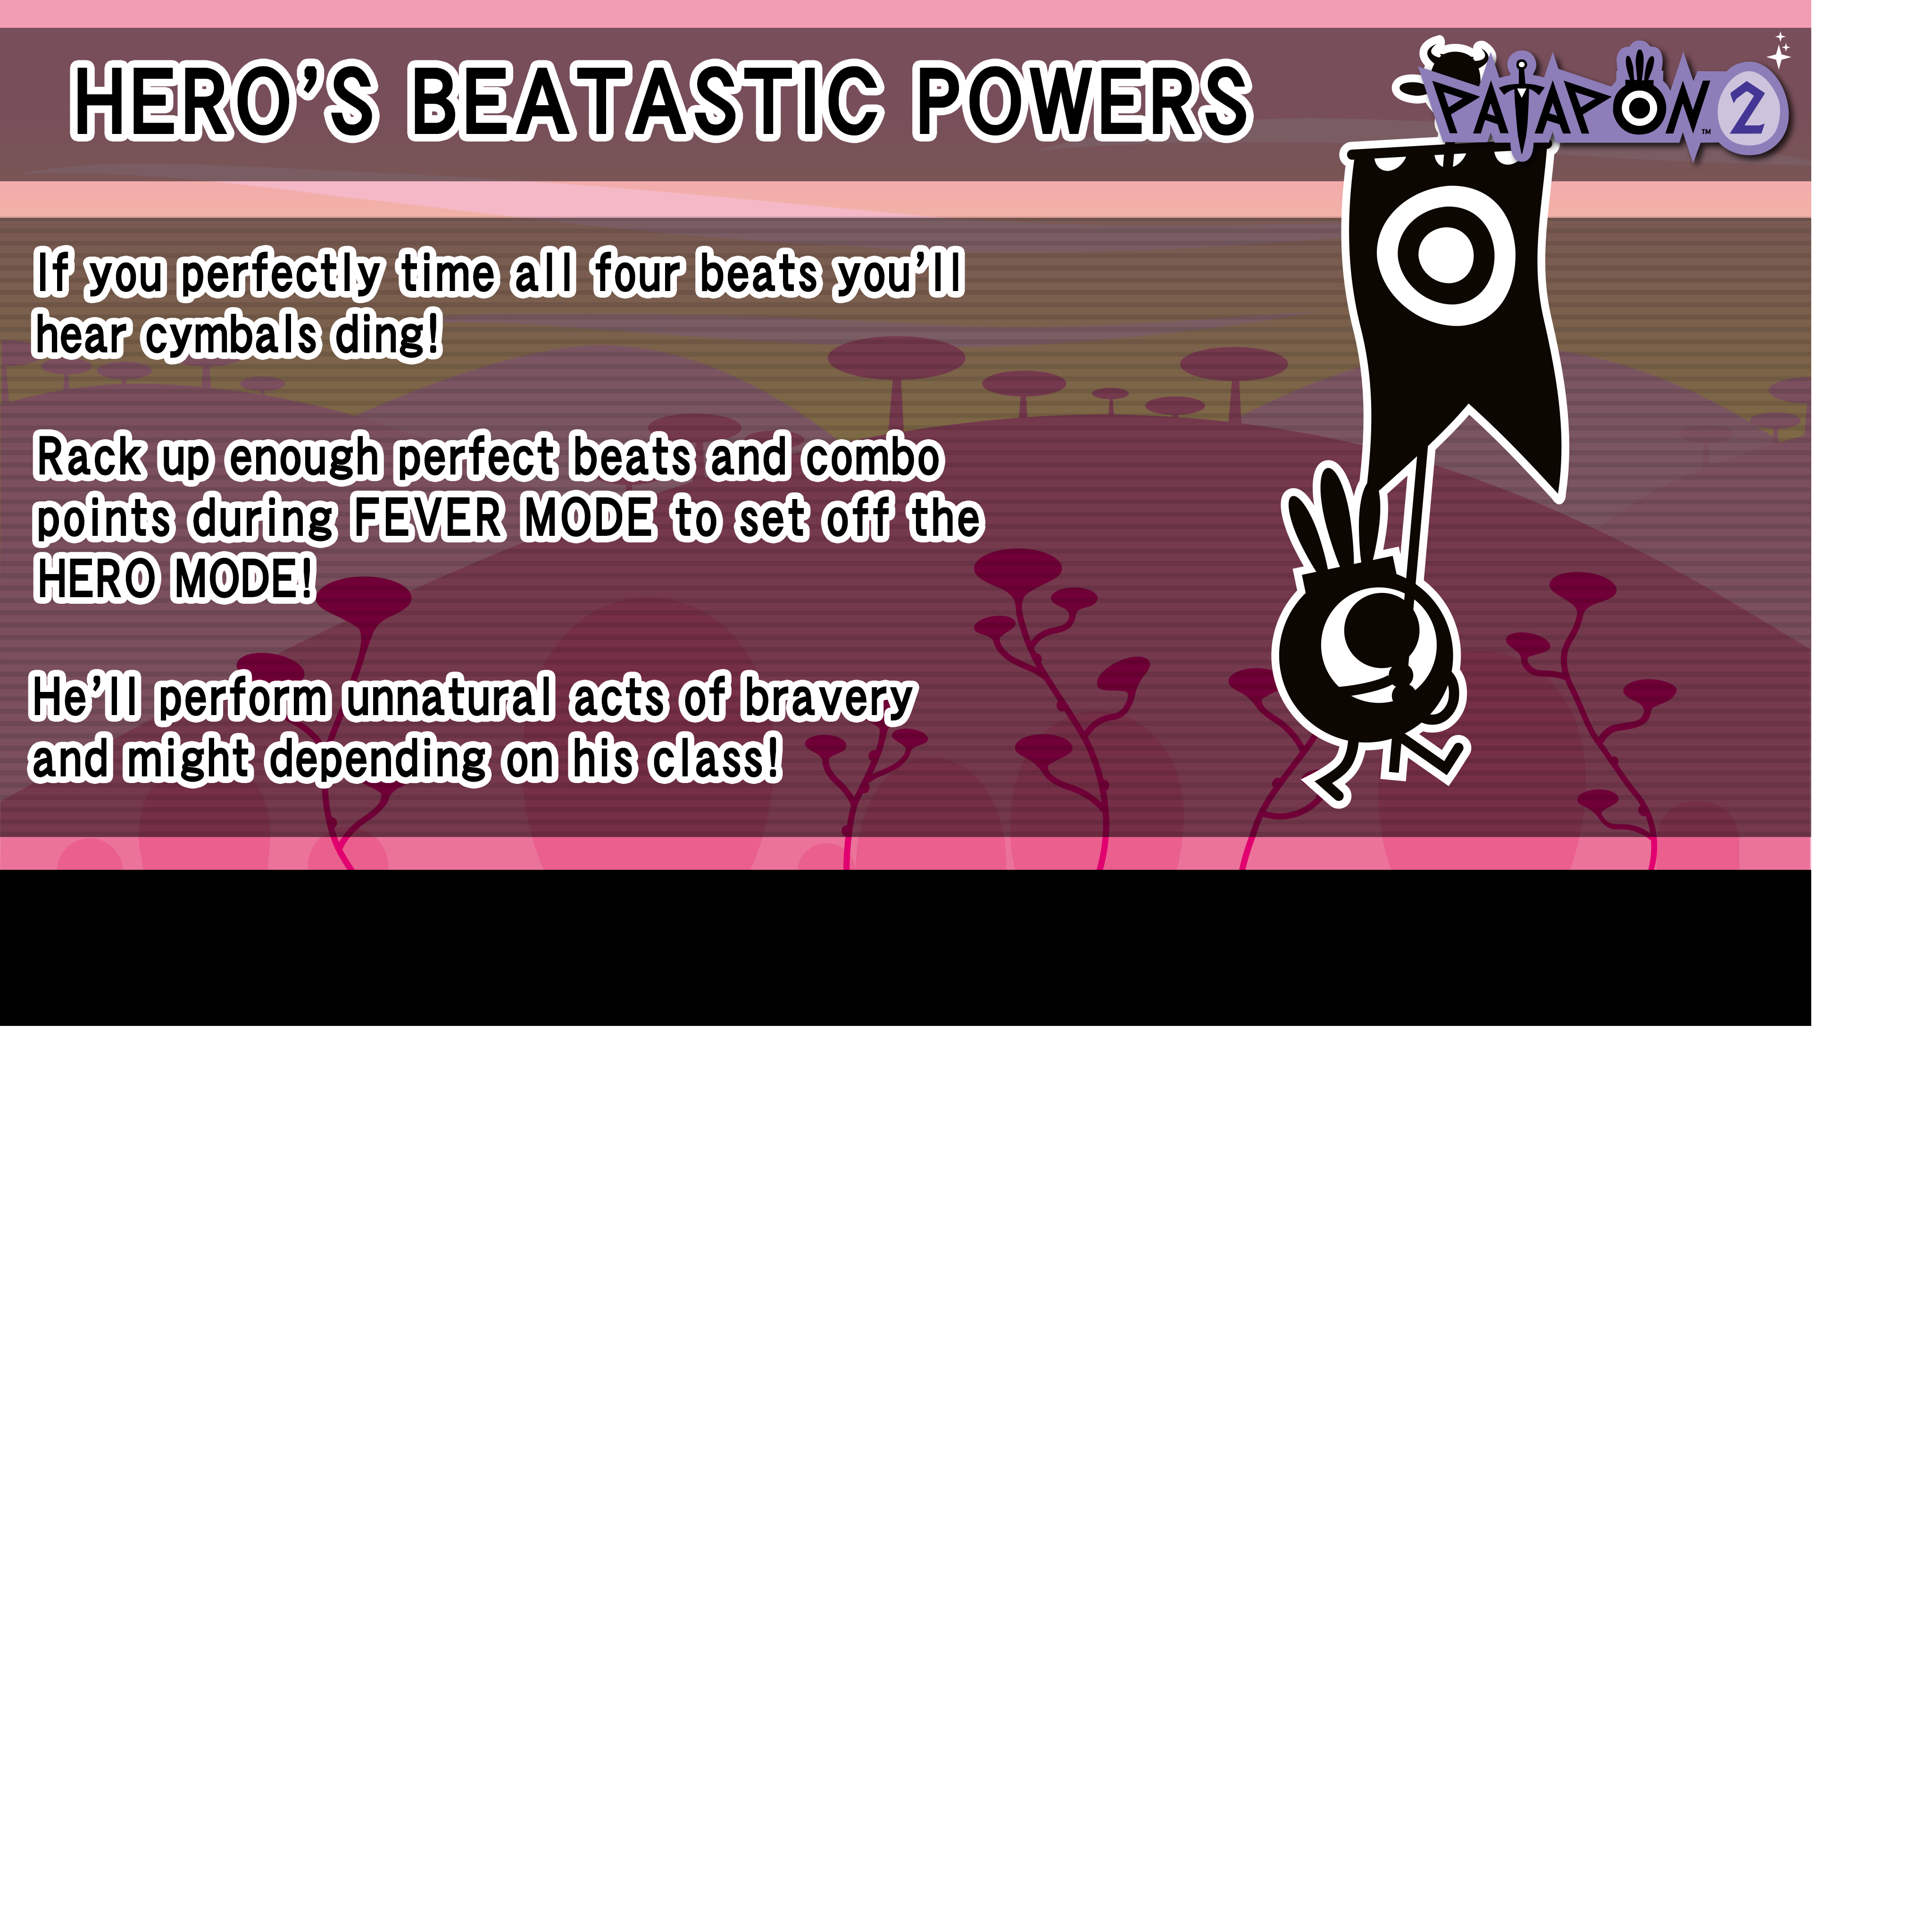 HERO'S BEATASTIC POWERS
PATAPON 2
TM
If you perfectly time all four beats you'll
hear cymbals ding!
Rack up enough perfect beats and combo
points during FEVER MODE to set off the
HERO MODE!
He'll perform unnatural acts of bravery
and might depending on his class!